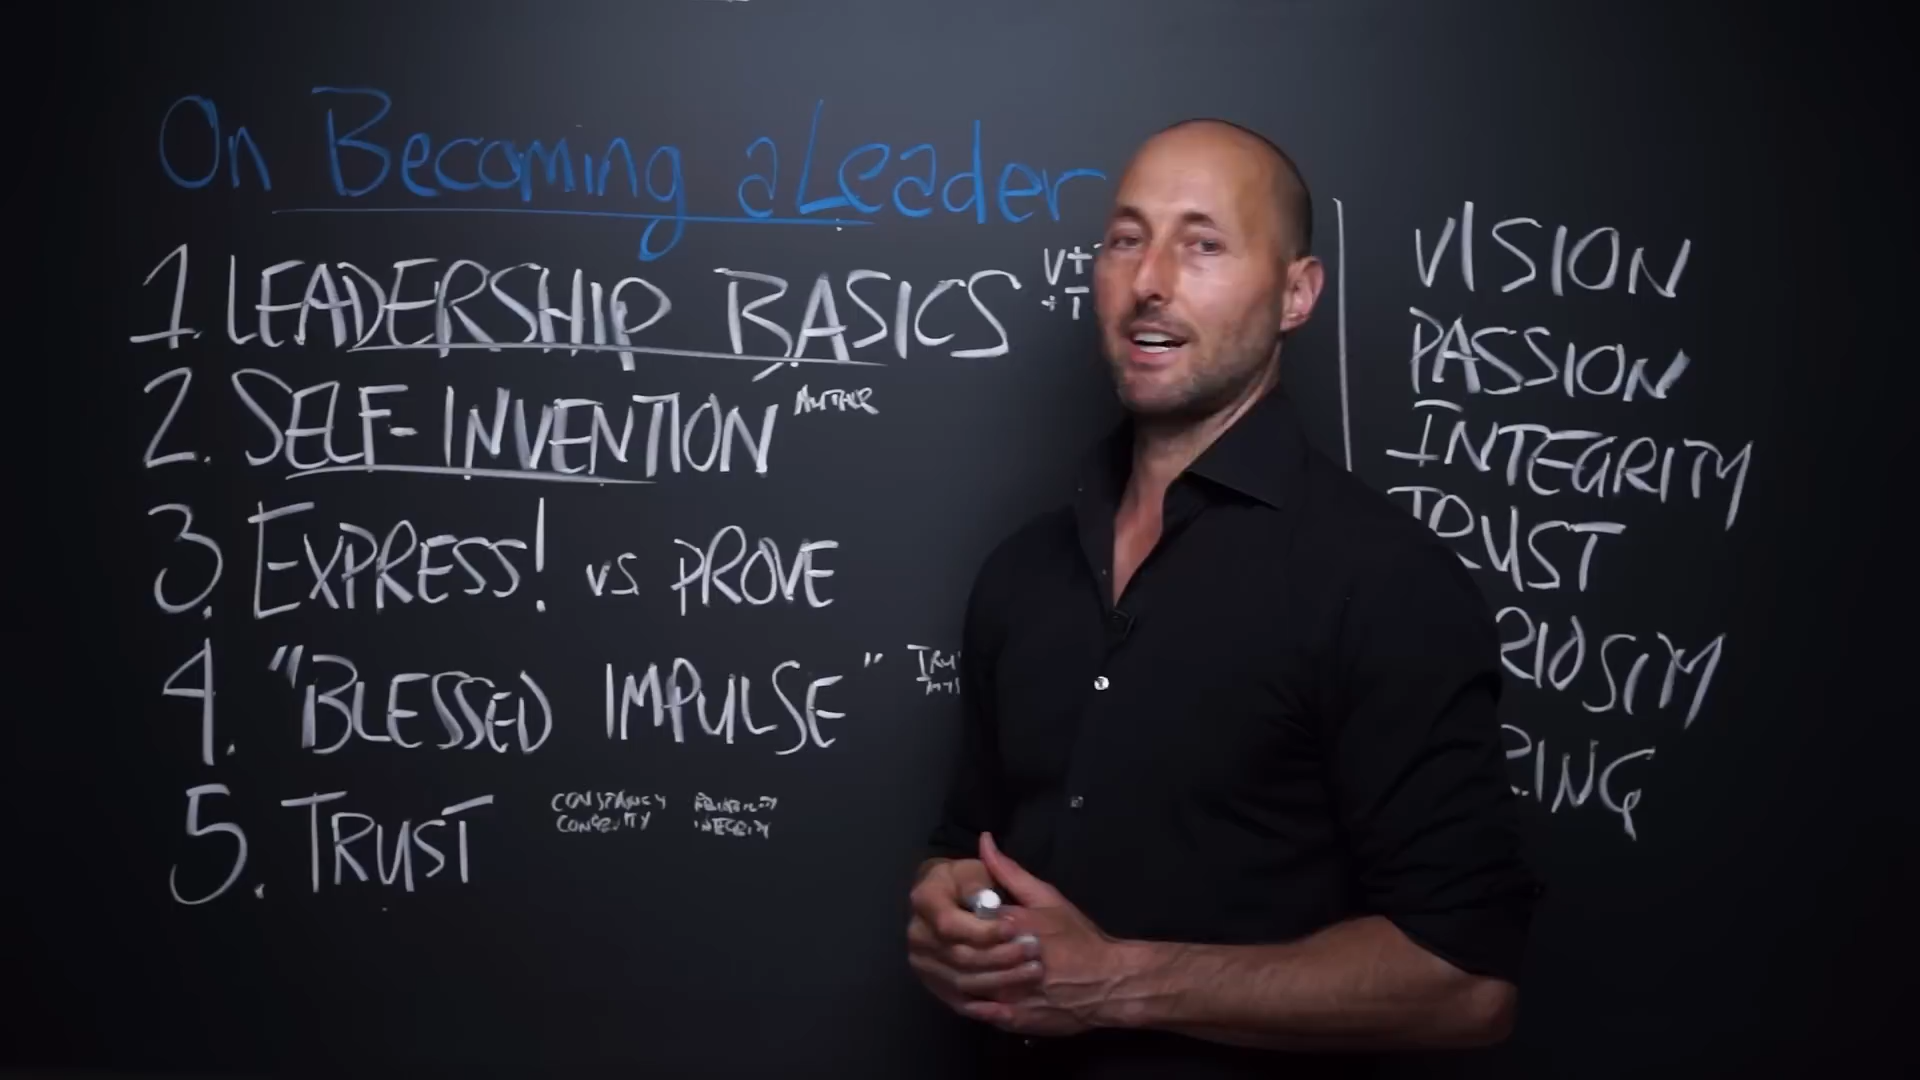 On Becoming a Leader
1. LEADERSHIP BASICS
2. SELF-INVENTION
3. EXPRESS! VS PROVE
4. "BLESSED IMPULSE"
5. TRUST
CONSTANCY
INTEGRITY
VISION
PASSION
INTEGRITY
TRUST